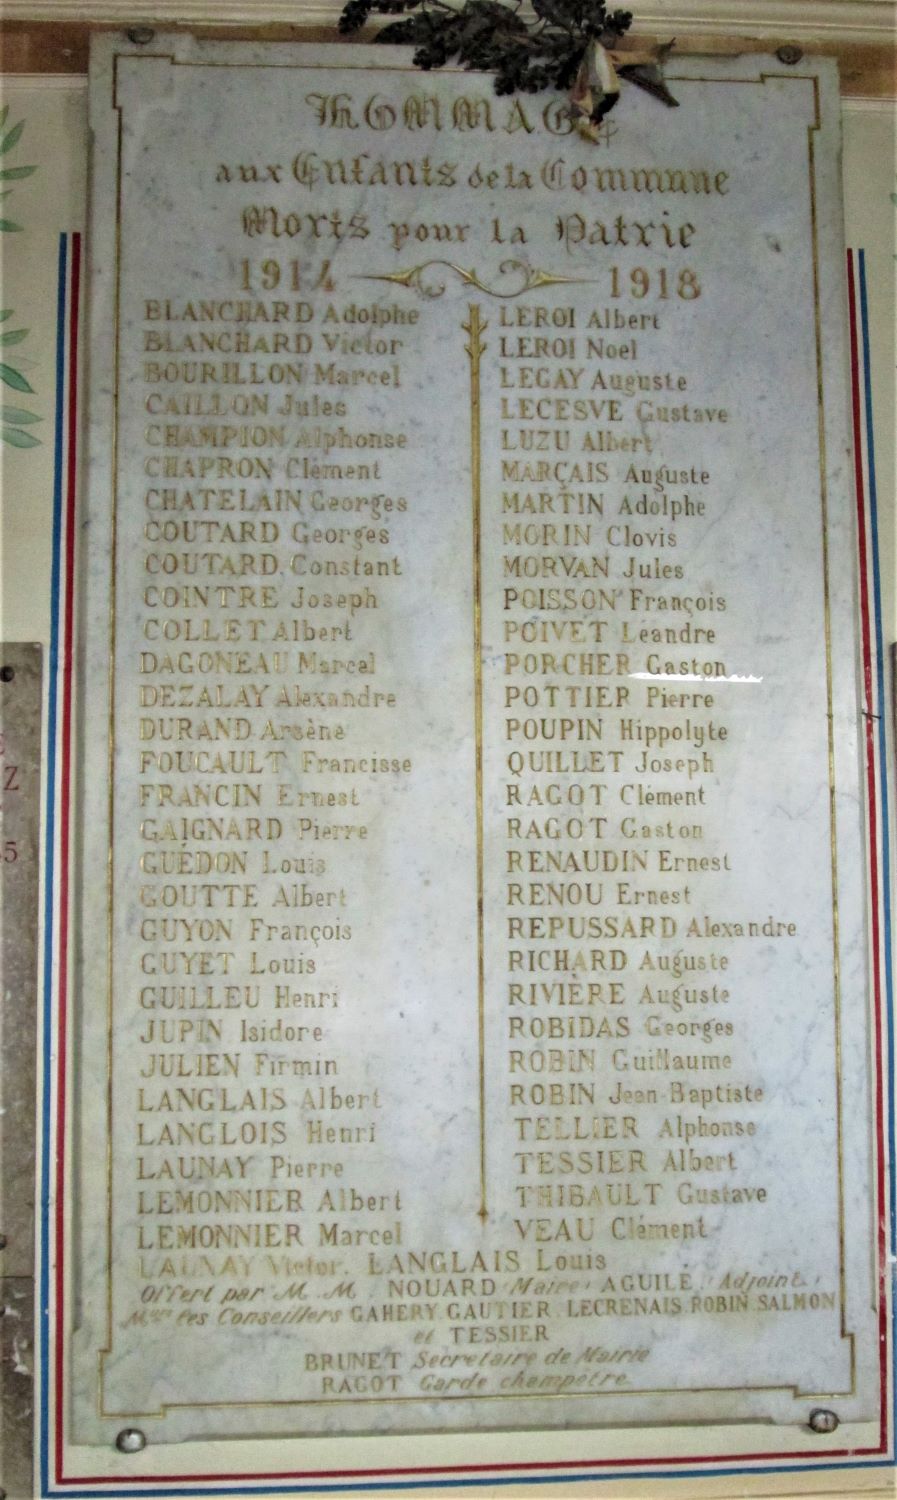 HOMMAGE
aux Enfants de la Commune
Morts pour la Patrie
1914 1918
BLANCHARD Adolphe
BLANCHARD Victor
BOURILLON Marcel
CAILLON Jules
CHAMPION Alphonse
CHAPRON Clément
CHATELAIN Georges
COUTARD Georges
COUTARD Constant
COINTRE Joseph
COLLET Albert
DAGONEAU Marcel
DEZALAY Alexandre
DURAND Arsène
FOUCAULT Francisse
FRANCIN Ernest
GAIGNARD Pierre
GUÉDON Louis
GOUTTE Albert
GUYON François
GUYET Louis
GUILLEU Henri
JUPIN Isidore
JULIEN Firmin
LANGLAIS Albert
LANGLOIS Henri
LAUNAY Pierre
LEMONNIER Albert
LEMONNIER Marcel
LEROI Albert
LEROI Noel
LEGAY Auguste
LECESVE Gustave
LUZU Albert
MARÇAIS Auguste
MARTIN Adolphe
MORIN Clovis
MORVAN Jules
POISSON François
POIVET Léandre
PORCHER Gaston
POTTIER Pierre
POUPIN Hippolyte
QUILLET Joseph
RAGOT Clément
RAGOT Gaston
RENAUDIN Ernest
RENOU Ernest
REPUSSARD Alexandre
RICHARD Auguste
RIVIÈRE Auguste
ROBIDAS Georges
ROBIN Guillaume
ROBIN Jean-Baptiste
TELLIER Alphonse
TESSIER Albert
THIBAULT Gustave
VEAU Clément
LAUNAY Victor. LANGLAIS Louis
Offert par M. M. NOUARD Maire, AGUILÉ, Adjoint,
M.urs les Conseillers GAHERY, GAUTIER, LECRENAIS, ROBIN, SALMON
et TESSIER
BRUNET Secrétaire de Mairie
RAGOT Garde champêtre
Z
5